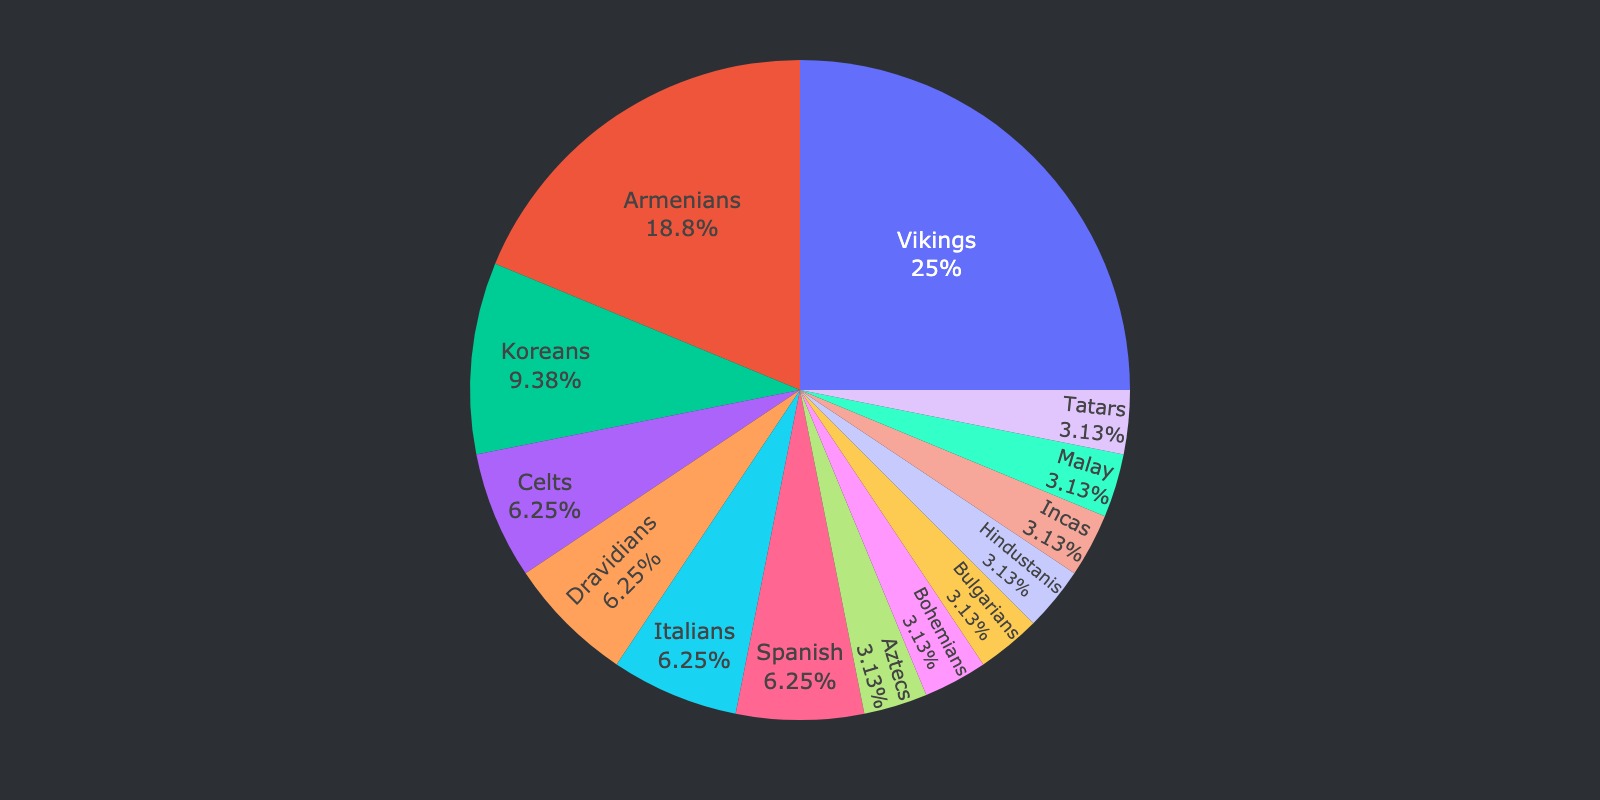 Vikings
25%
Armenians
18.8%
Koreans
9.38%
Celts
6.25%
Dravidians
6.25%
Italians
6.25%
Spanish
6.25%
Aztecs
3.13%
Bohemians
3.13%
Bulgarians
3.13%
Hindustanis
3.13%
Incas
3.13%
Malay
3.13%
Tatars
3.13%